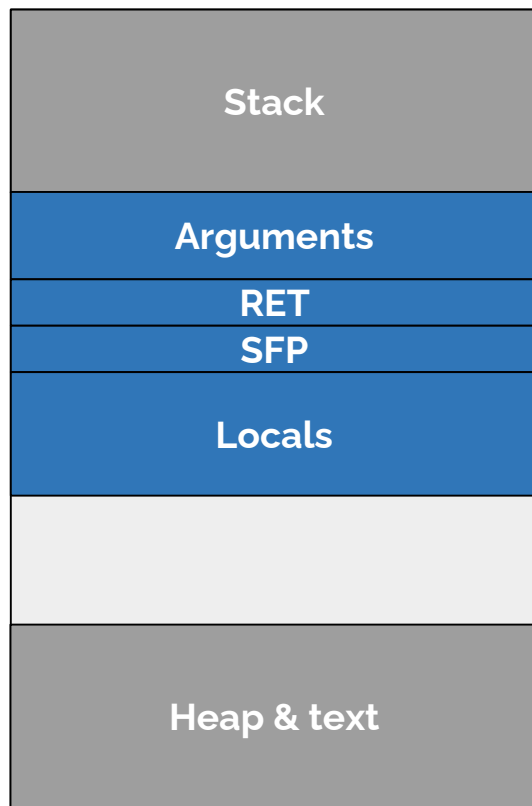 Stack
Arguments
RET
SFP
Locals
Heap & text